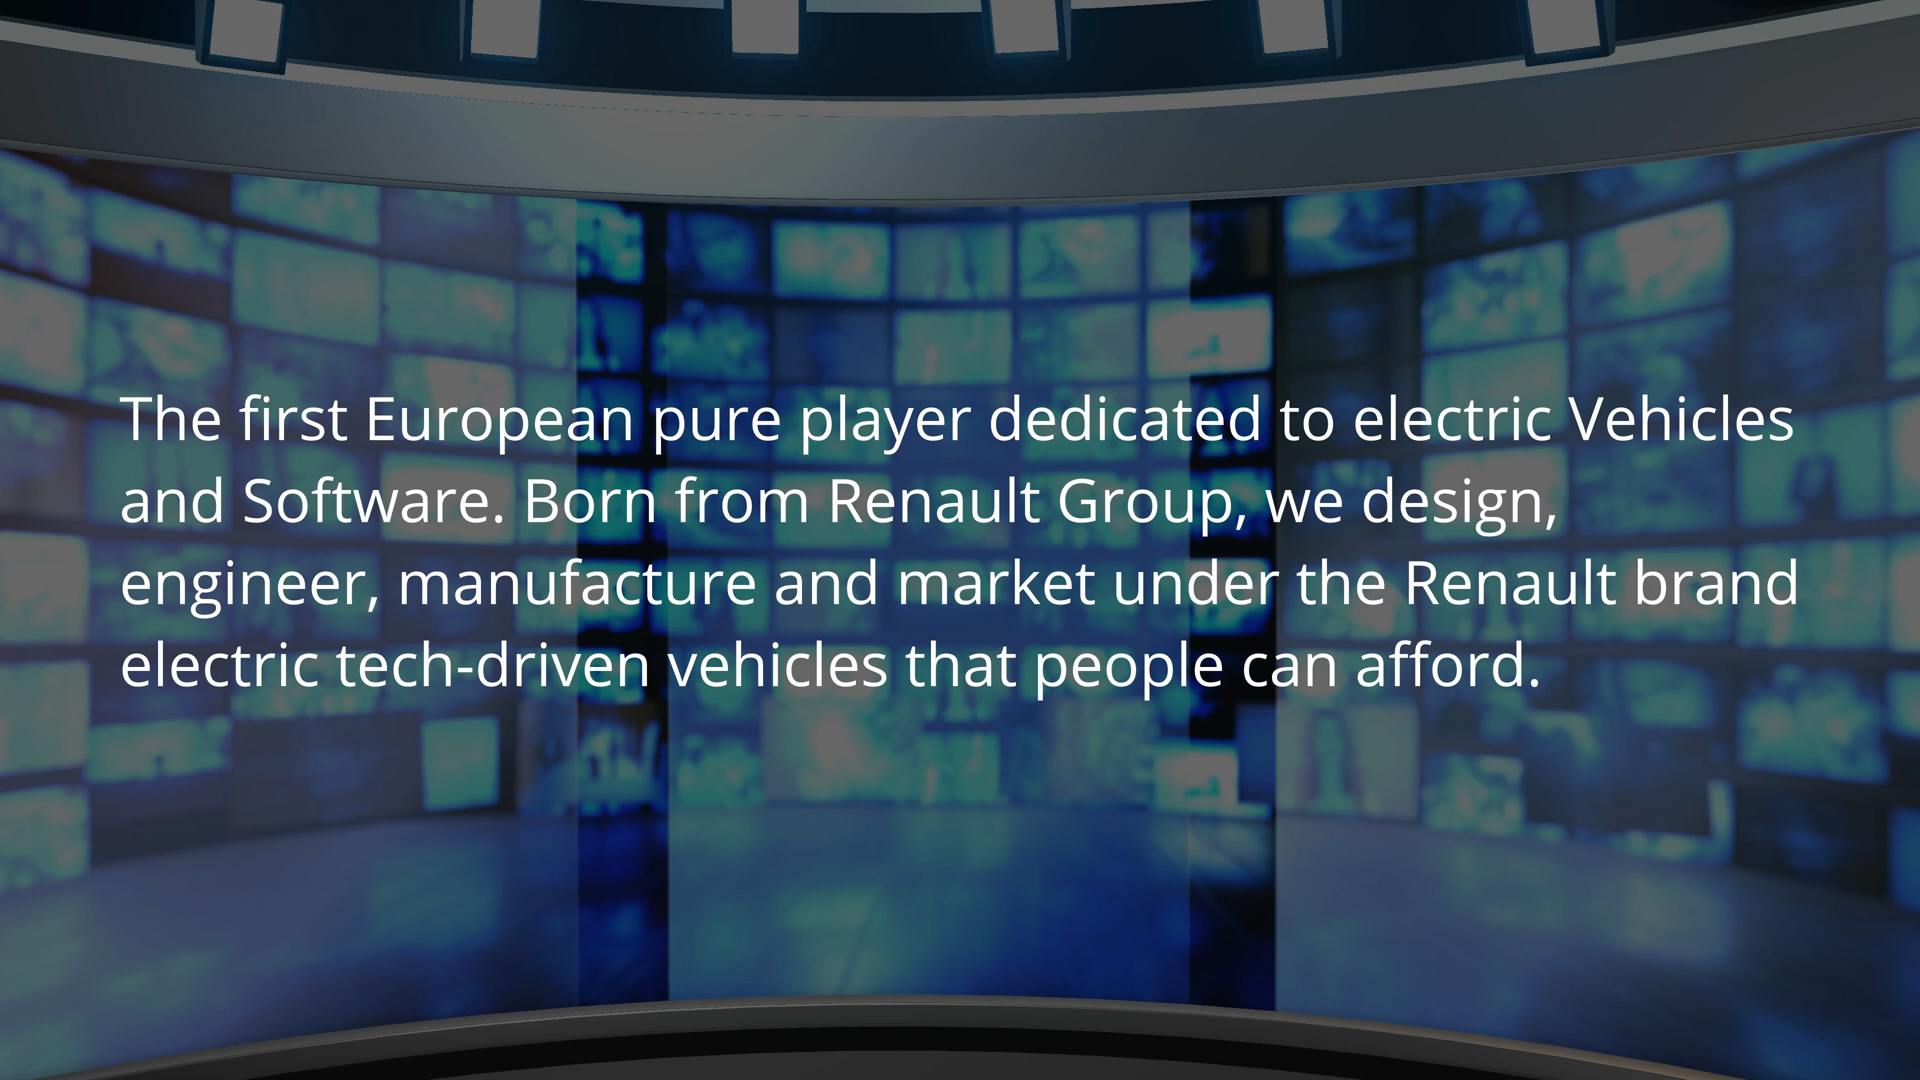 The first European pure player dedicated to electric Vehicles
and Software. Born from Renault Group, we design,
engineer, manufacture and market under the Renault brand
electric tech-driven vehicles that people can afford.